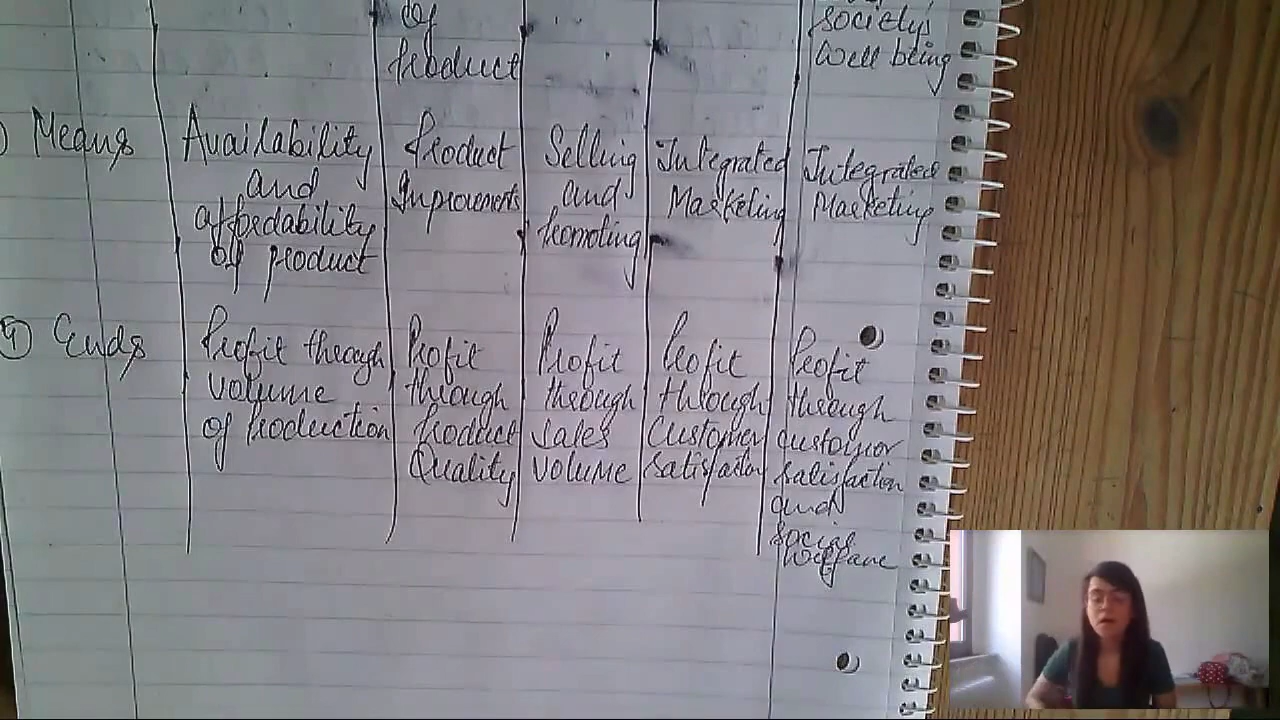 of
product
society's
well being
) Means
Availability
and
affordability
of product
Product
Improvements
Selling
and
promoting
Integrated
Marketing
Integrated
Marketing
4) Ends
Profit through
volume
of production
Profit
through
product
Quality
Profit
through
sales
volume
Profit
through
customer
satisfaction
Profit
through
customer
satisfaction
and
social
welfare